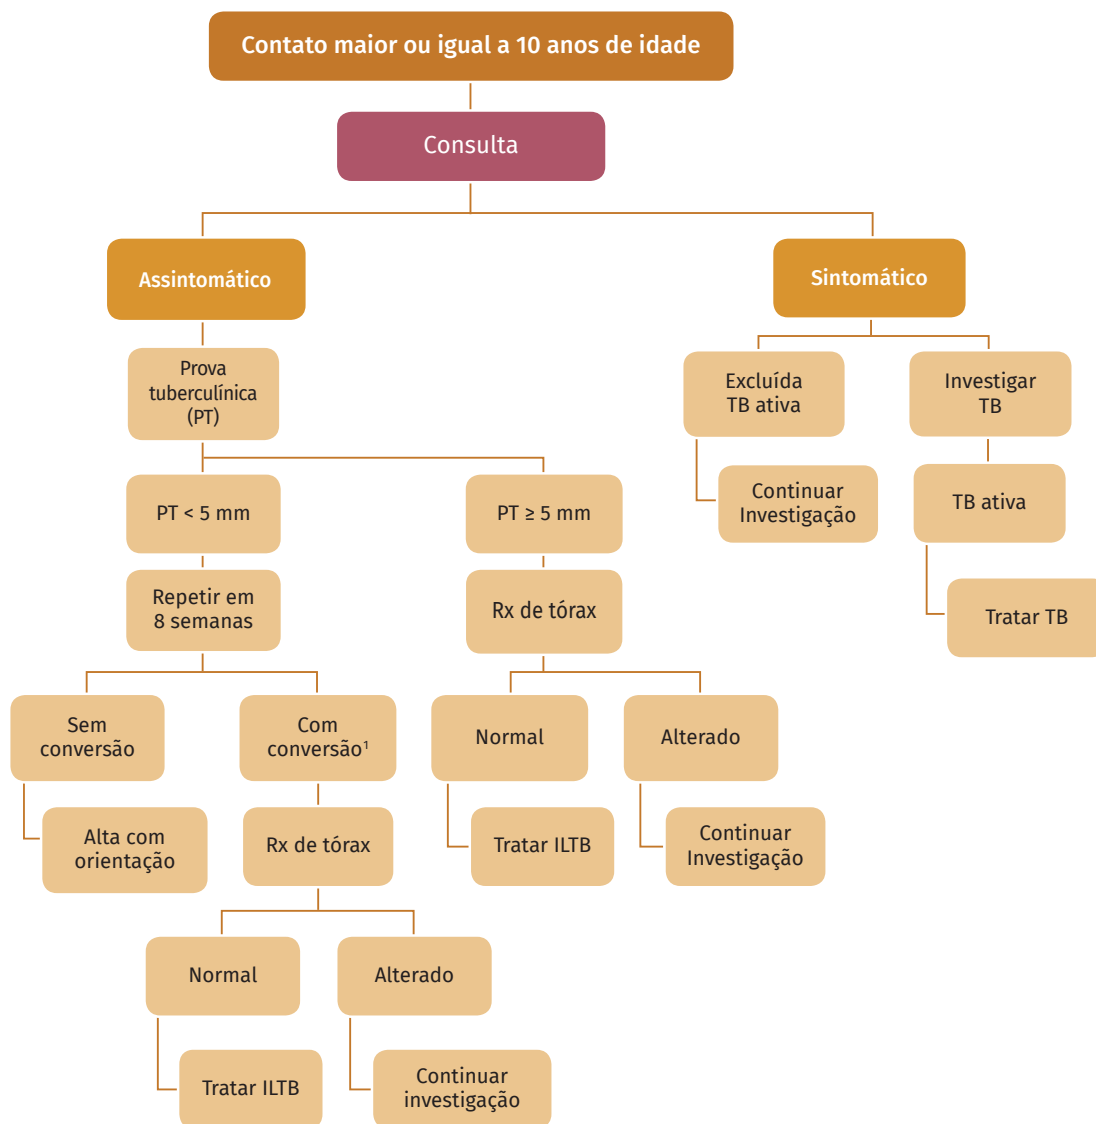 Contato maior ou igual a 10 anos de idade
Consulta
Assintomático
Sintomático
Prova
tuberculínica
(PT)
Excluída
TB ativa
Investigar
TB
Continuar
Investigação
TB ativa
Tratar TB
PT < 5 mm
PT ≥ 5 mm
Repetir em
8 semanas
Rx de tórax
Sem
conversão
Com
conversão¹
Normal
Alterado
Alta com
orientação
Rx de tórax
Tratar ILTB
Continuar
Investigação
Normal
Alterado
Tratar ILTB
Continuar
investigação